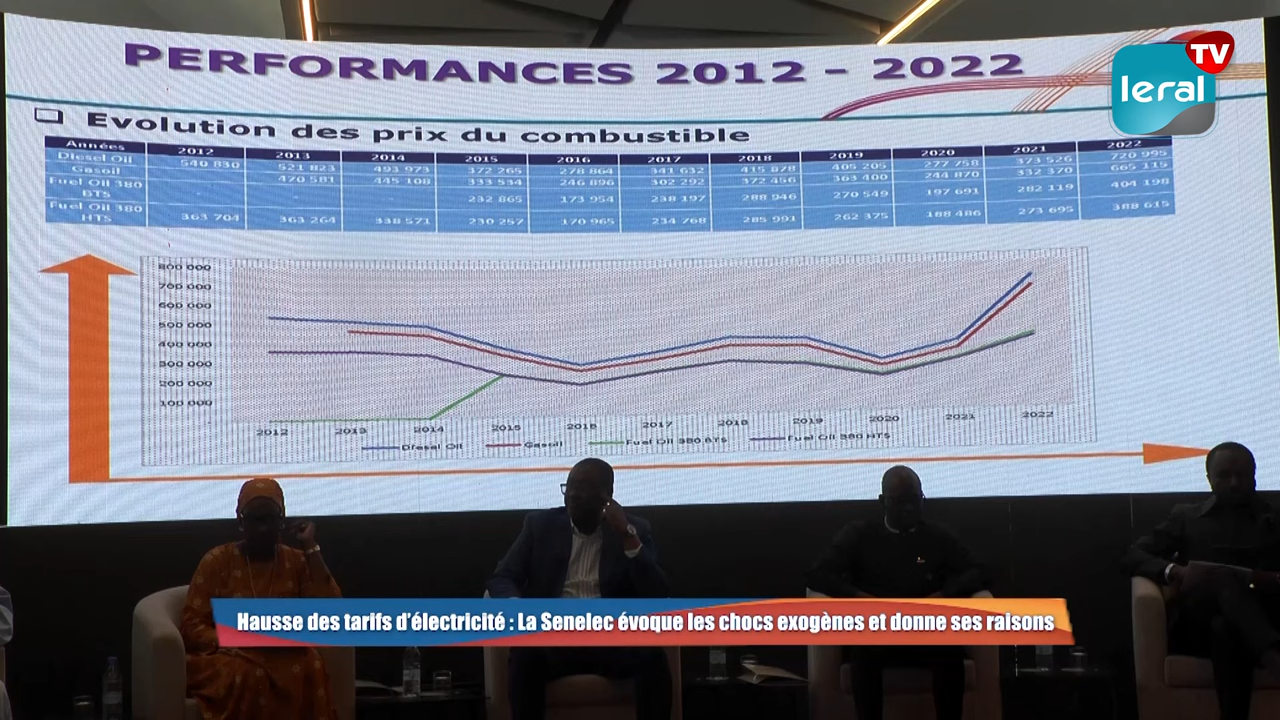 PERFORMANCES 2012 – 2022
leral TV
Evolution des prix du combustible
Années 2012 2013 2014 2015 2016 2017 2018 2019 2020 2021 2022
Diesel Oil 540 830 521 823 493 973 372 265 278 864 341 632 415 878 405 205 277 758 373 526 720 995
Gasoil 470 581 445 108 333 534 246 896 302 292 372 456 363 400 244 870 332 370 665 115
Fuel Oil 380 BTS 232 865 173 954 238 197 288 946 270 549 197 691 282 119 404 198
Fuel Oil 380 HTS 363 704 363 264 338 571 230 257 170 965 234 768 285 991 262 375 188 486 273 695 388 615
800 000
700 000
600 000
500 000
400 000
300 000
200 000
100 000
2012 2013 2014 2015 2016 2017 2018 2019 2020 2021 2022
Diesel Oil Gasoil Fuel Oil 380 BTS Fuel Oil 380 HTS
Hausse des tarifs d'électricité : La Senelec évoque les chocs exogènes et donne ses raisons